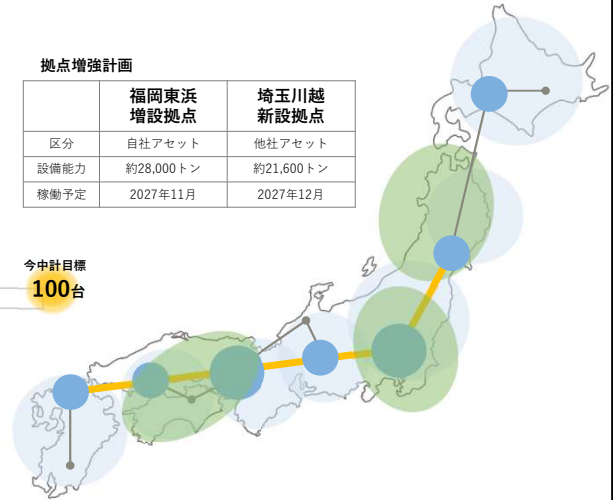 拠点増強計画
福岡東浜 埼玉川越
増設拠点 新設拠点
区分 自社アセット 他社アセット
設備能力 約28,000トン 約21,600トン
稼働予定 2027年11月 2027年12月
今中計目標
100台